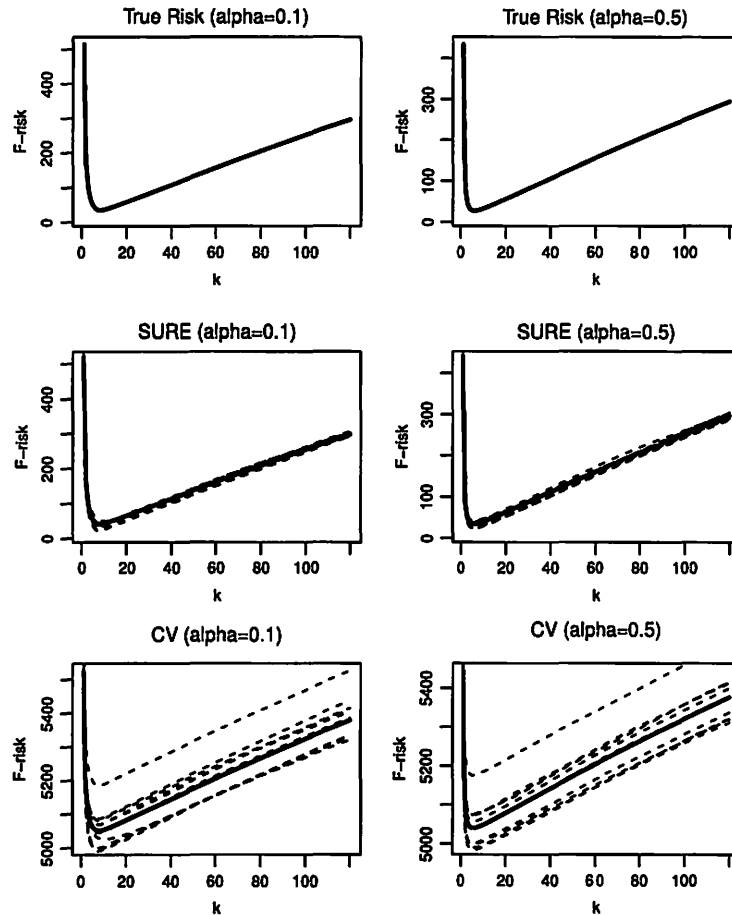 True Risk (alpha=0.1)
F-risk
0
200
400
0 20 40 60 80 100
k
True Risk (alpha=0.5)
F-risk
0
100
300
0 20 40 60 80 100
k
SURE (alpha=0.1)
F-risk
0
200
400
0 20 40 60 80 100
k
SURE (alpha=0.5)
F-risk
0
100
300
0 20 40 60 80 100
k
CV (alpha=0.1)
F-risk
5000
5200
5400
0 20 40 60 80 100
k
CV (alpha=0.5)
F-risk
5000
5200
5400
0 20 40 60 80 100
k